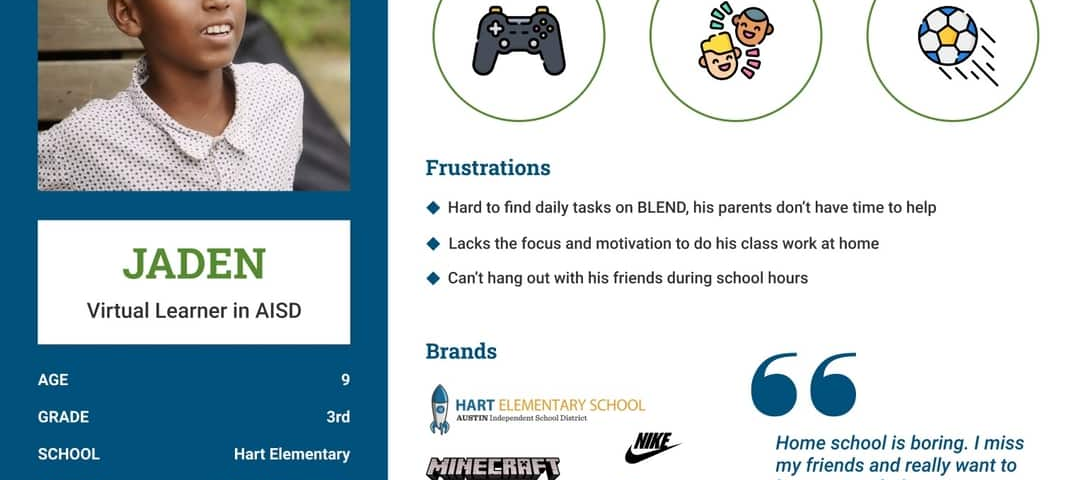 JADEN
Virtual Learner in AISD
AGE 9
GRADE 3rd
SCHOOL Hart Elementary
Frustrations
Hard to find daily tasks on BLEND, his parents don't have time to help
Lacks the focus and motivation to do his class work at home
Can't hang out with his friends during school hours
Brands
HART ELEMENTARY SCHOOL
AUSTIN Independent School District
NIKE
MINECRAFT
“
Home school is boring. I miss
my friends and really want to